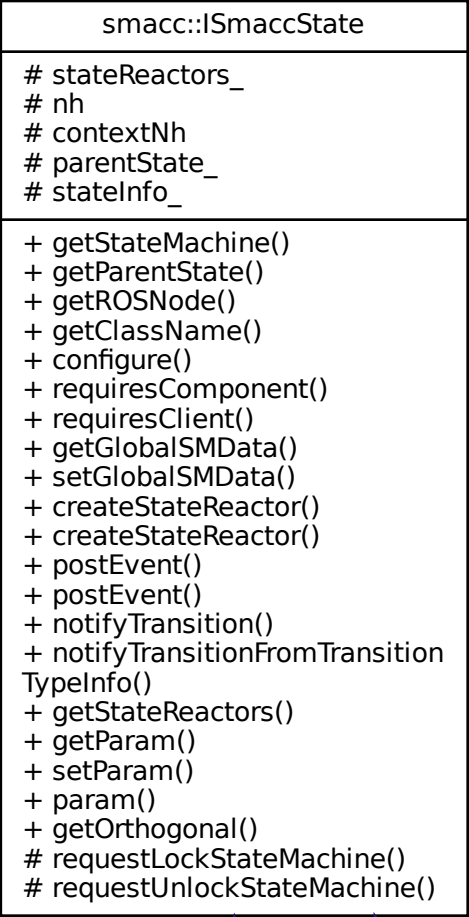 smacc::ISmaccState
# stateReactors_
# nh
# contextNh
# parentState_
# stateInfo_
+ getStateMachine()
+ getParentState()
+ getROSNode()
+ getClassName()
+ configure()
+ requiresComponent()
+ requiresClient()
+ getGlobalSMData()
+ setGlobalSMData()
+ createStateReactor()
+ createStateReactor()
+ postEvent()
+ postEvent()
+ notifyTransition()
+ notifyTransitionFromTransition
TypeInfo()
+ getStateReactors()
+ getParam()
+ setParam()
+ param()
+ getOrthogonal()
# requestLockStateMachine()
# requestUnlockStateMachine()